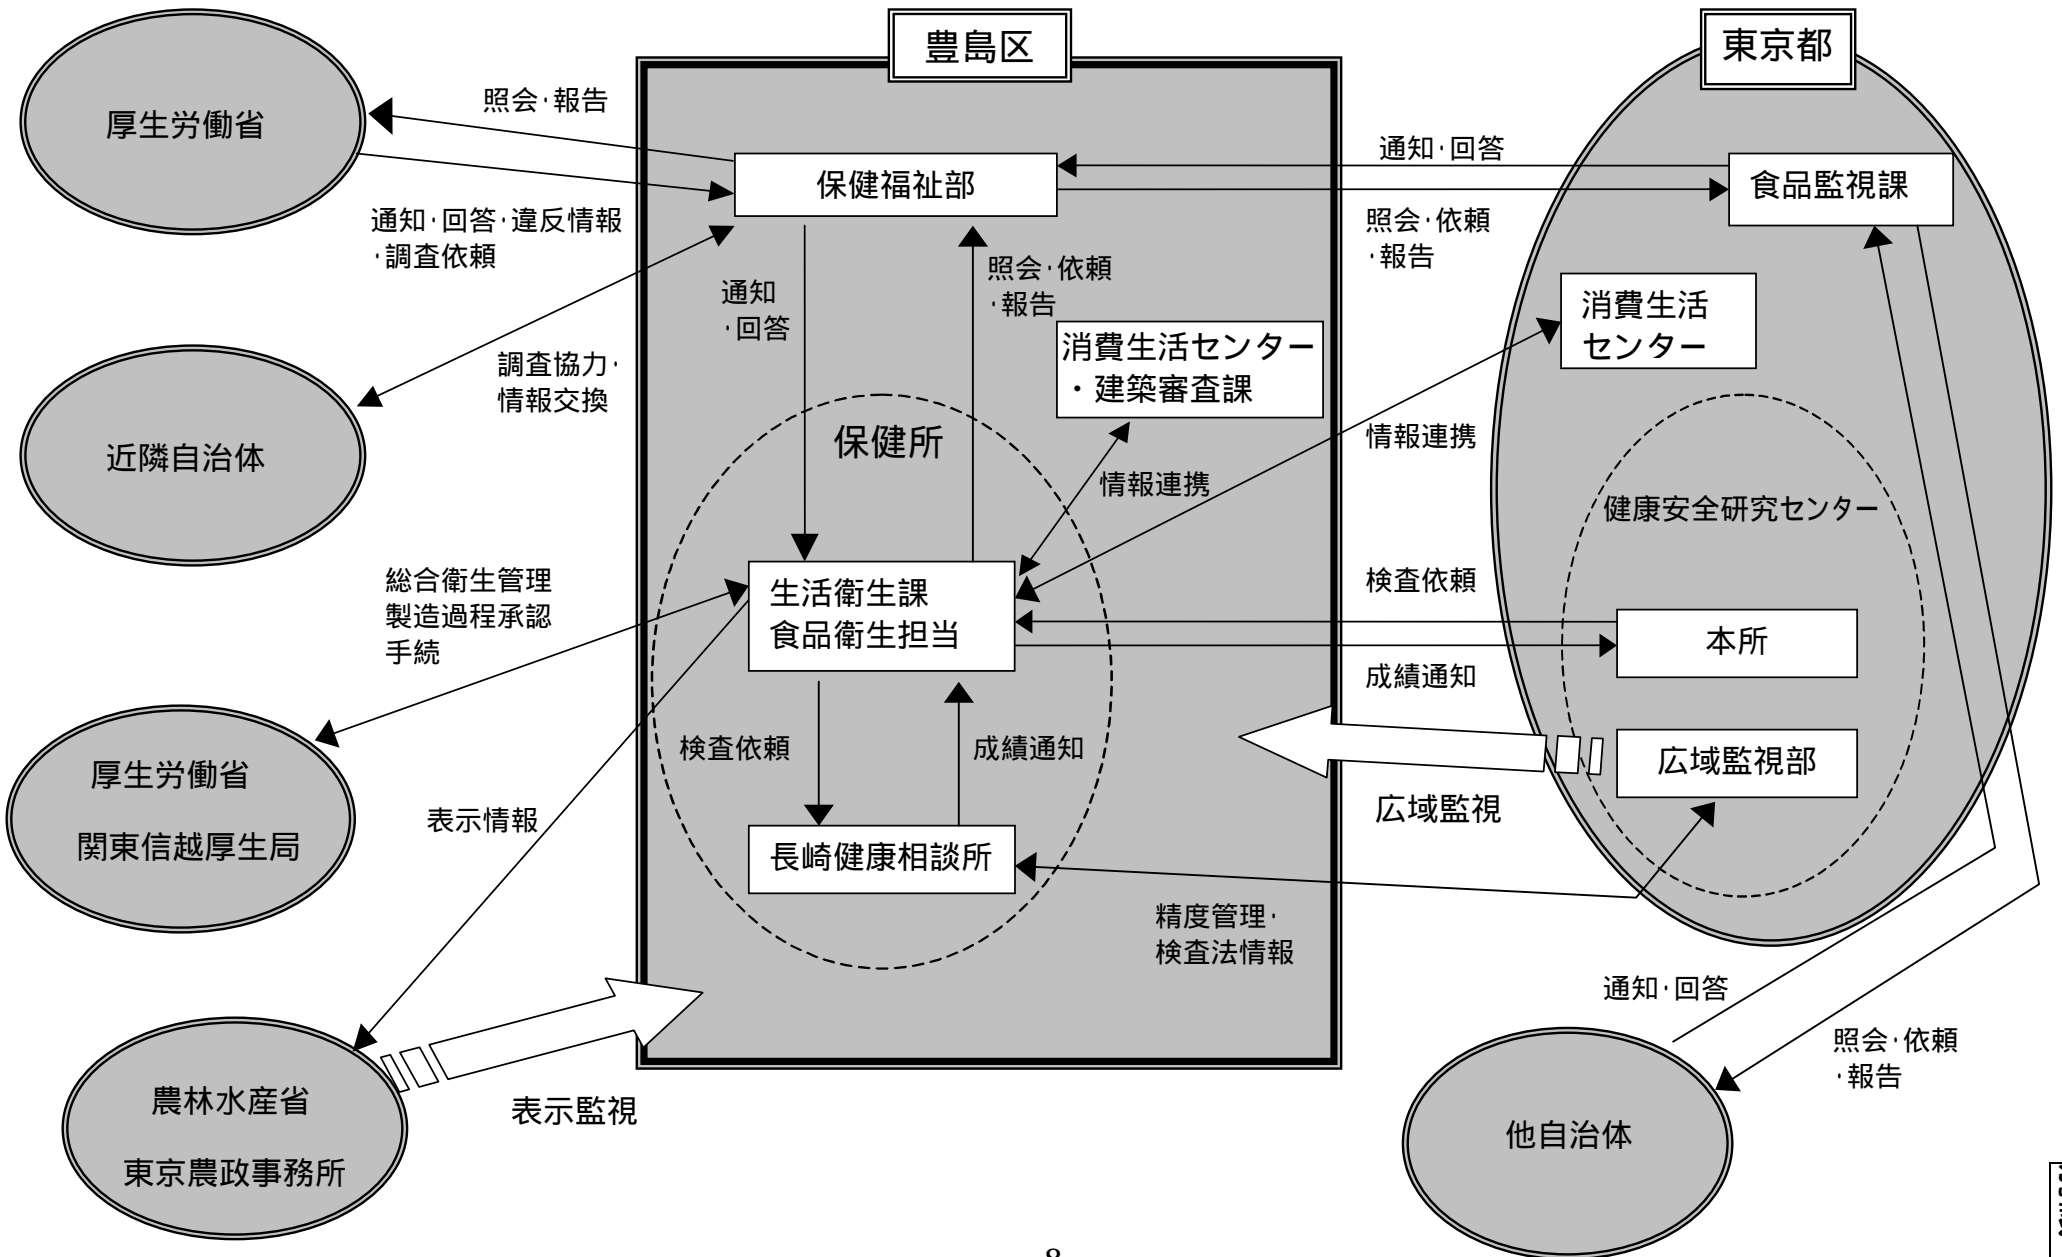 豊島区
東京都
厚生労働省
照会・報告
保健福祉部
通知・回答
食品監視課
通知・回答・違反情報
・調査依頼
照会・依頼
・報告
照会・依頼
・報告
通知
・回答
消費生活
センター
消費生活センター
・建築審査課
調査協力・
情報交換
近隣自治体
保健所
情報連携
情報連携
健康安全研究センター
総合衛生管理
製造過程承認
手続
生活衛生課
食品衛生担当
検査依頼
本所
成績通知
検査依頼
成績通知
広域監視部
広域監視
厚生労働省
関東信越厚生局
表示情報
長崎健康相談所
精度管理・
検査法情報
通知・回答
照会・依頼
・報告
農林水産省
東京農政事務所
表示監視
他自治体
8